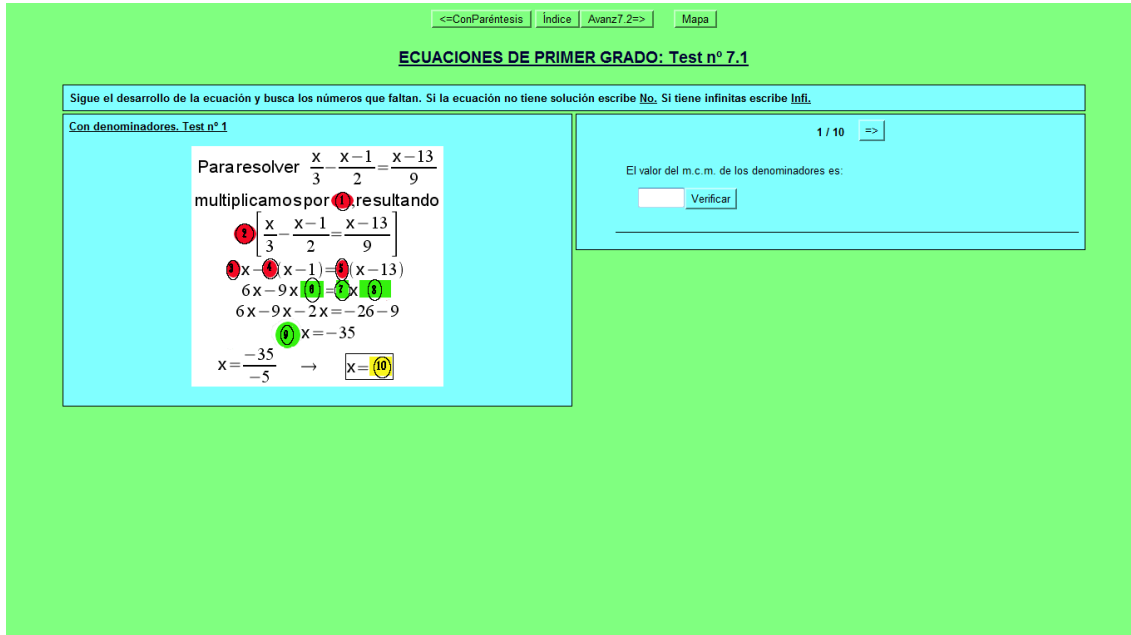 <=ConParéntesis Índice Avanz7.2=> Mapa
ECUACIONES DE PRIMER GRADO: Test nº 7.1
Sigue el desarrollo de la ecuación y busca los números que faltan. Si la ecuación no tiene solución escribe No. Si tiene infinitas escribe Infi.
Con denominadores. Test nº 1
Para resolver x/3 − (x−1)/2 = (x−13)/9
multiplicamos por (1), resultando
(2) [x/3 − (x−1)/2 = (x−13)/9]
(3)x−(4)(x−1)=(5)(x−13)
6x−9x(6)=(7)x(8)
6x−9x−2x=−26−9
(9)x=−35
x=−35/−5 → x=(10)
1 / 10 =>
El valor del m.c.m. de los denominadores es:
Verificar